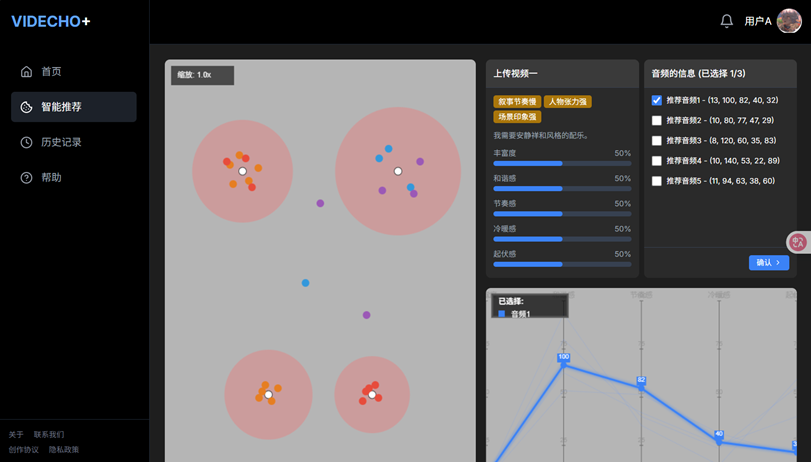 VIDECHO+
用户A
首页
智能推荐
历史记录
帮助
关于 联系我们
创作协议 隐私政策
缩放: 1.0x
上传视频一
叙事节奏慢 人物张力强
场景印象强
我需要安静祥和风格的配乐。
丰富度 50%
和谐感 50%
节奏感 50%
冷暖感 50%
起伏感 50%
音频的信息 (已选择 1/3)
推荐音频1 - (13, 100, 82, 40, 32)
推荐音频2 - (10, 80, 77, 47, 29)
推荐音频3 - (8, 120, 60, 35, 83)
推荐音频4 - (10, 140, 53, 22, 89)
推荐音频5 - (11, 94, 63, 38, 60)
确认
已选择:
音频1
节奏感
冷暖感
100
82
40